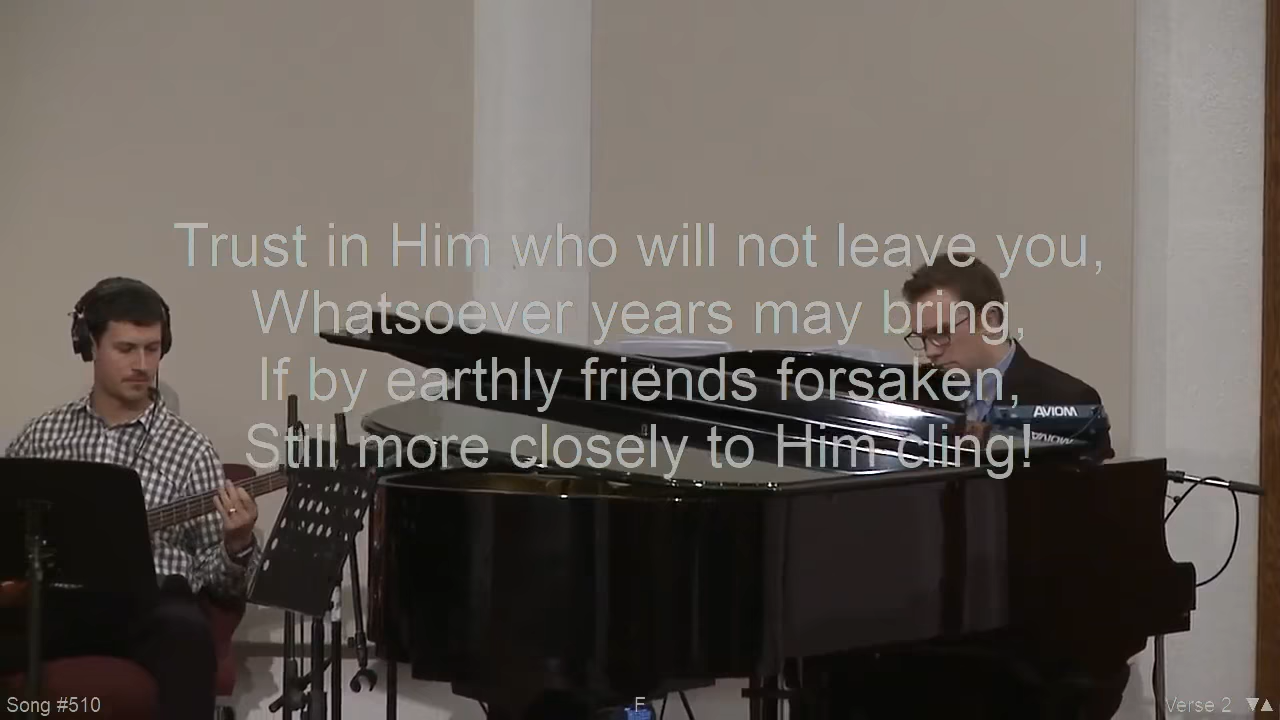 Trust in Him who will not leave you,
Whatsoever years may bring,
If by earthly friends forsaken,
Still more closely to Him cling!
AVIOM
Song #510
F
Verse 2 ▼▲